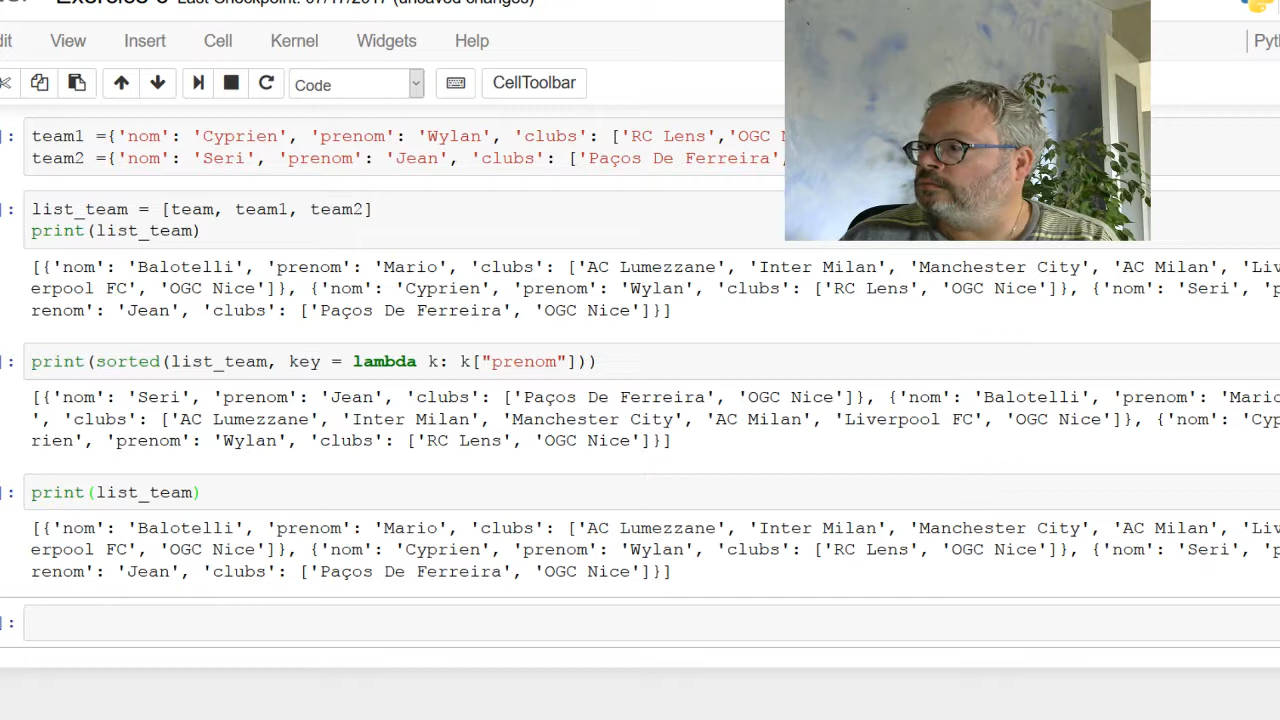 Last Checkpoint: 07/17/2017 (unsaved changes)
View Insert Cell Kernel Widgets Help
Code CellToolbar
team1 ={'nom': 'Cyprien', 'prenom': 'Wylan', 'clubs': ['RC Lens','OGC
team2 ={'nom': 'Seri', 'prenom': 'Jean', 'clubs': ['Paços De Ferreira',
list_team = [team, team1, team2]
print(list_team)
[{'nom': 'Balotelli', 'prenom': 'Mario', 'clubs': ['AC Lumezzane', 'Inter Milan', 'Manchester City', 'AC Milan', 'Liv
erpool FC', 'OGC Nice']}, {'nom': 'Cyprien', 'prenom': 'Wylan', 'clubs': ['RC Lens', 'OGC Nice']}, {'nom': 'Seri', 'p
renom': 'Jean', 'clubs': ['Paços De Ferreira', 'OGC Nice']}]
print(sorted(list_team, key = lambda k: k["prenom"]))
[{'nom': 'Seri', 'prenom': 'Jean', 'clubs': ['Paços De Ferreira', 'OGC Nice']}, {'nom': 'Balotelli', 'prenom': 'Mario
', 'clubs': ['AC Lumezzane', 'Inter Milan', 'Manchester City', 'AC Milan', 'Liverpool FC', 'OGC Nice']}, {'nom': 'Cyp
rien', 'prenom': 'Wylan', 'clubs': ['RC Lens', 'OGC Nice']}]
print(list_team)
[{'nom': 'Balotelli', 'prenom': 'Mario', 'clubs': ['AC Lumezzane', 'Inter Milan', 'Manchester City', 'AC Milan', 'Liv
erpool FC', 'OGC Nice']}, {'nom': 'Cyprien', 'prenom': 'Wylan', 'clubs': ['RC Lens', 'OGC Nice']}, {'nom': 'Seri', 'p
renom': 'Jean', 'clubs': ['Paços De Ferreira', 'OGC Nice']}]